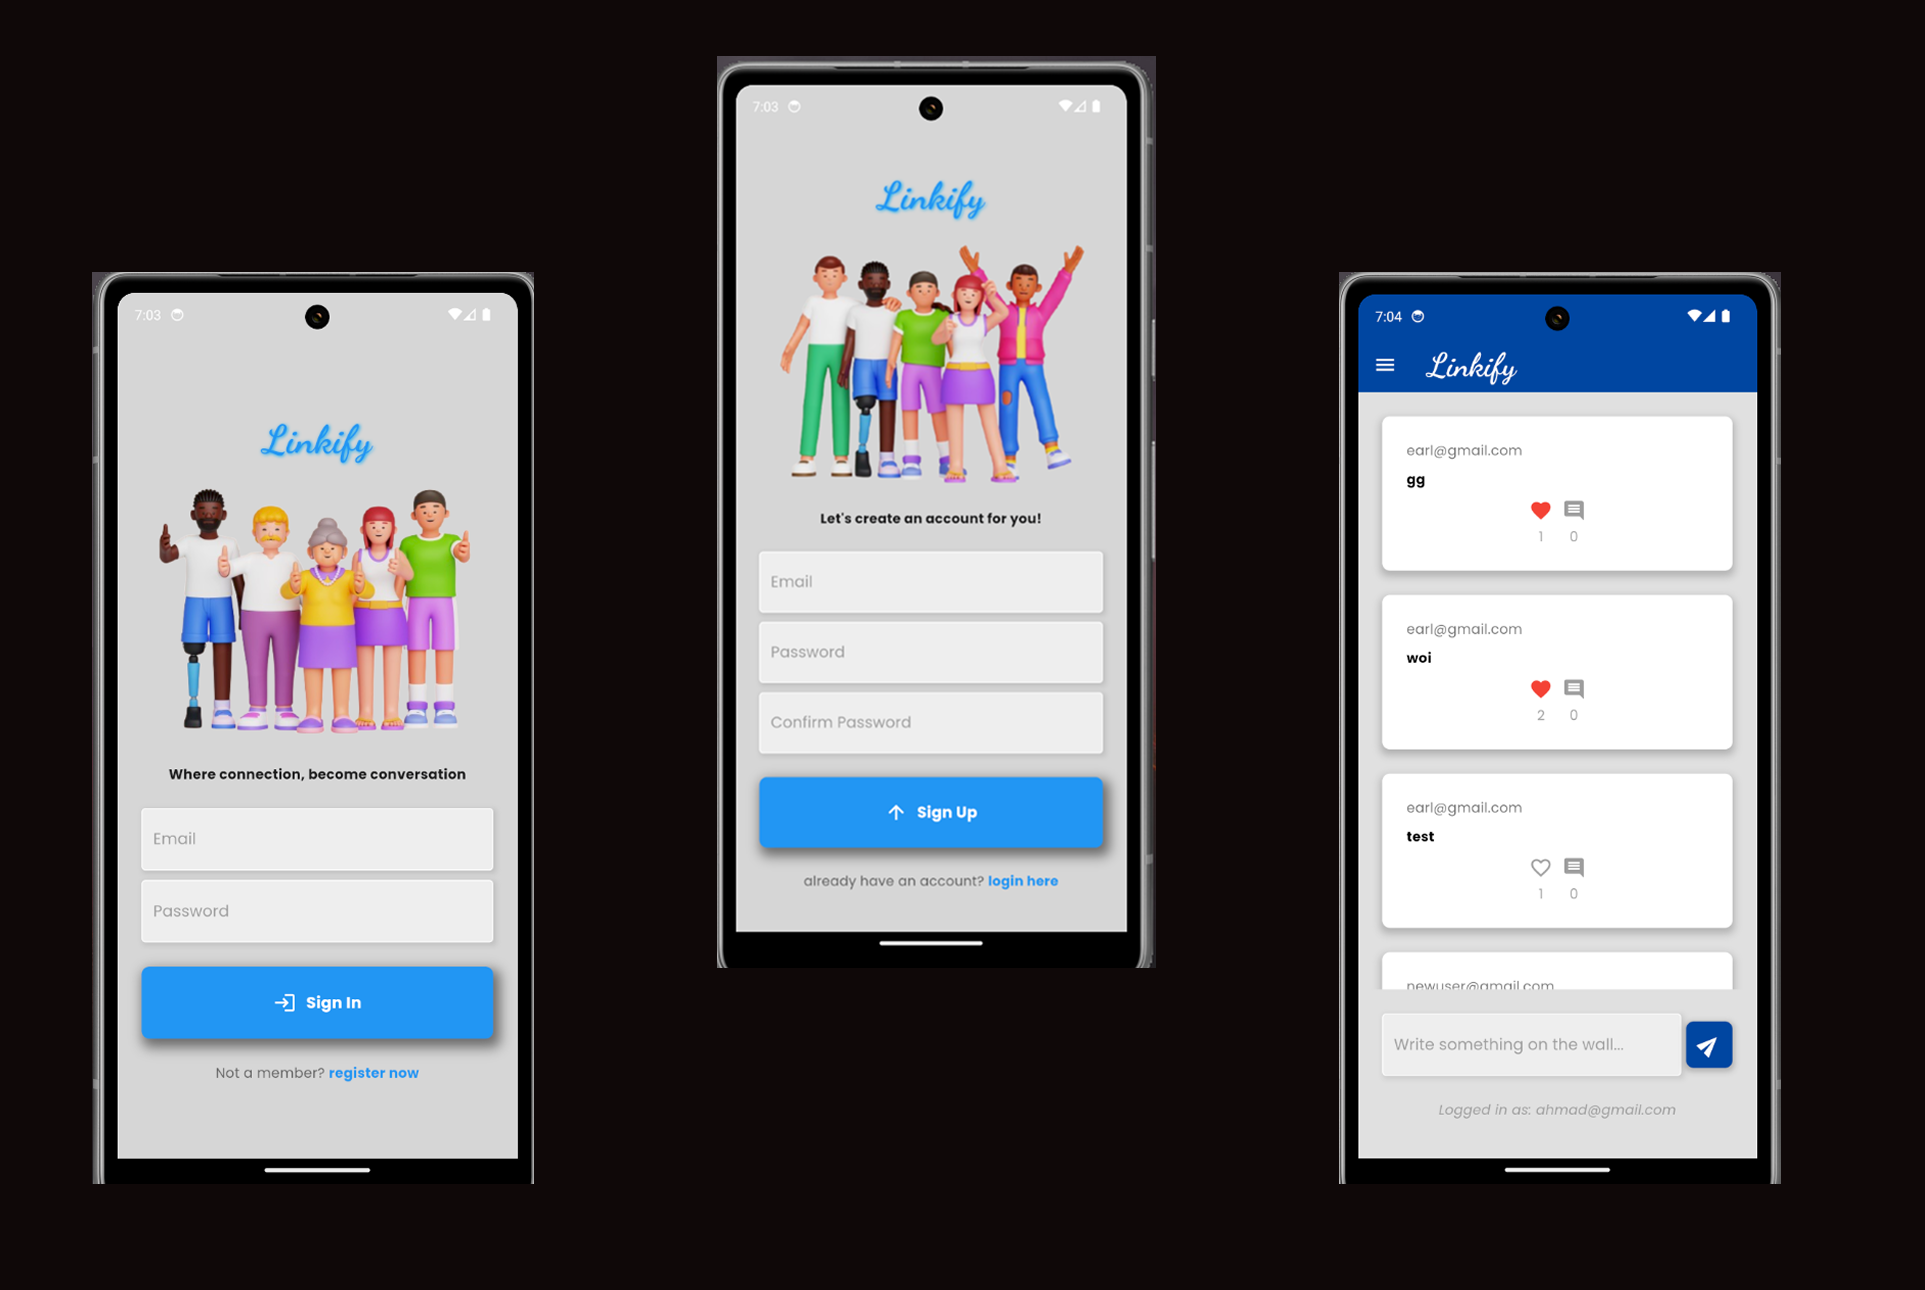 7:03
Linkify
Where connection, become conversation
Email
Password
Sign In
Not a member? register now
7:03
Linkify
Let's create an account for you!
Email
Password
Confirm Password
Sign Up
already have an account? login here
7:04
Linkify
earl@gmail.com
gg
1 0
earl@gmail.com
woi
2 0
earl@gmail.com
test
1 0
newuser@gmail.com
Write something on the wall...
Logged in as: ahmad@gmail.com